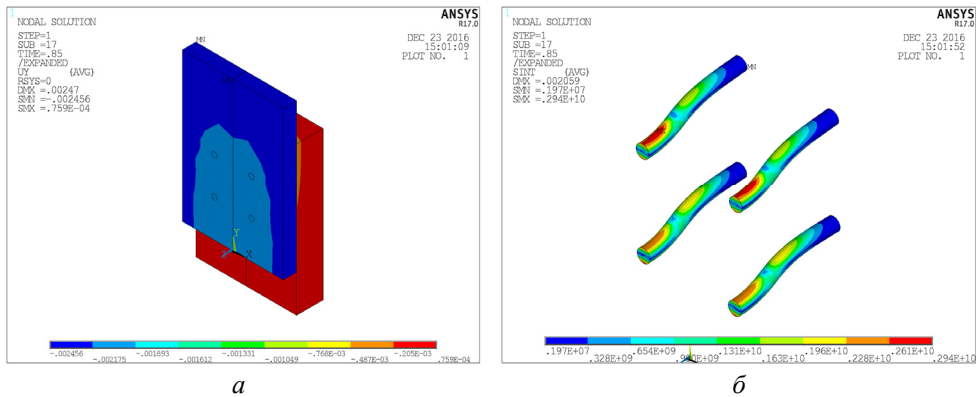 1
NODAL SOLUTION
STEP=1
SUB =17
TIME=.85
/EXPANDED
UY (AVG)
RSYS=0
DMX =.00247
SMN =-.002456
SMX =.759E-04
ANSYS
R17.0
DEC 23 2016
15:01:09
PLOT NO. 1
MN
Y
Z X
-.002456 -.001893 -.001331 -.768E-03 -.205E-03
-.002175 -.001612 -.001049 -.487E-03 .759E-04
а
1
NODAL SOLUTION
STEP=1
SUB =17
TIME=.85
/EXPANDED
SINT (AVG)
DMX =.002059
SMN =.197E+07
SMX =.294E+10
ANSYS
R17.0
DEC 23 2016
15:01:52
PLOT NO. 1
MN
.197E+07 .654E+09 .131E+10 .196E+10 .261E+10
.328E+09 .163E+10 .228E+10 .294E+10
б